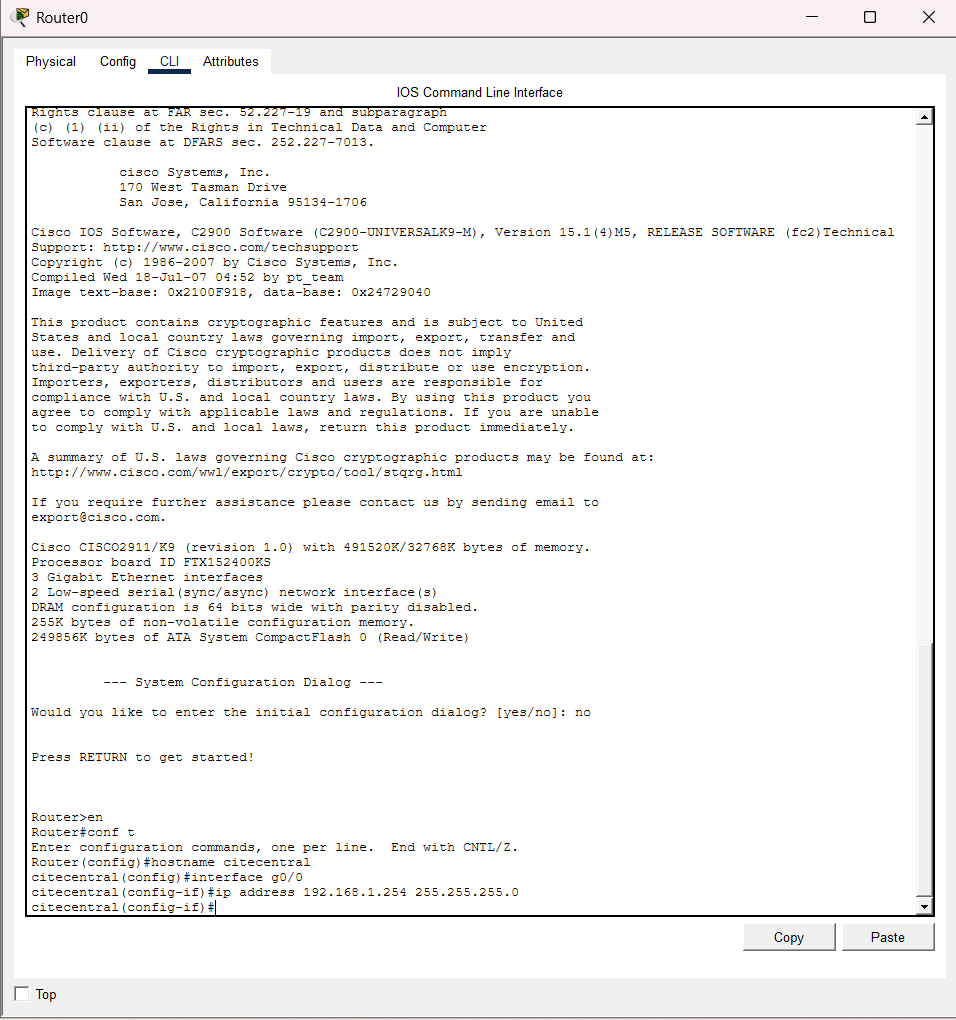 Router0
Physical Config CLI Attributes
IOS Command Line Interface
Rights clause at FAR sec. 52.227-19 and subparagraph
(c) (1) (ii) of the Rights in Technical Data and Computer
Software clause at DFARS sec. 252.227-7013.
cisco Systems, Inc.
170 West Tasman Drive
San Jose, California 95134-1706
Cisco IOS Software, C2900 Software (C2900-UNIVERSALK9-M), Version 15.1(4)M5, RELEASE SOFTWARE (fc2)Technical
Support: http://www.cisco.com/techsupport
Copyright (c) 1986-2007 by Cisco Systems, Inc.
Compiled Wed 18-Jul-07 04:52 by pt_team
Image text-base: 0x2100F918, data-base: 0x24729040
This product contains cryptographic features and is subject to United
States and local country laws governing import, export, transfer and
use. Delivery of Cisco cryptographic products does not imply
third-party authority to import, export, distribute or use encryption.
Importers, exporters, distributors and users are responsible for
compliance with U.S. and local country laws. By using this product you
agree to comply with applicable laws and regulations. If you are unable
to comply with U.S. and local laws, return this product immediately.
A summary of U.S. laws governing Cisco cryptographic products may be found at:
http://www.cisco.com/wwl/export/crypto/tool/stqrg.html
If you require further assistance please contact us by sending email to
export@cisco.com.
Cisco CISCO2911/K9 (revision 1.0) with 491520K/32768K bytes of memory.
Processor board ID FTX152400KS
3 Gigabit Ethernet interfaces
2 Low-speed serial(sync/async) network interface(s)
DRAM configuration is 64 bits wide with parity disabled.
255K bytes of non-volatile configuration memory.
249856K bytes of ATA System CompactFlash 0 (Read/Write)
--- System Configuration Dialog ---
Would you like to enter the initial configuration dialog? [yes/no]: no
Press RETURN to get started!
Router>en
Router#conf t
Enter configuration commands, one per line.  End with CNTL/Z.
Router(config)#hostname citecentral
citecentral(config)#interface g0/0
citecentral(config-if)#ip address 192.168.1.254 255.255.255.0
citecentral(config-if)#
Copy Paste
Top